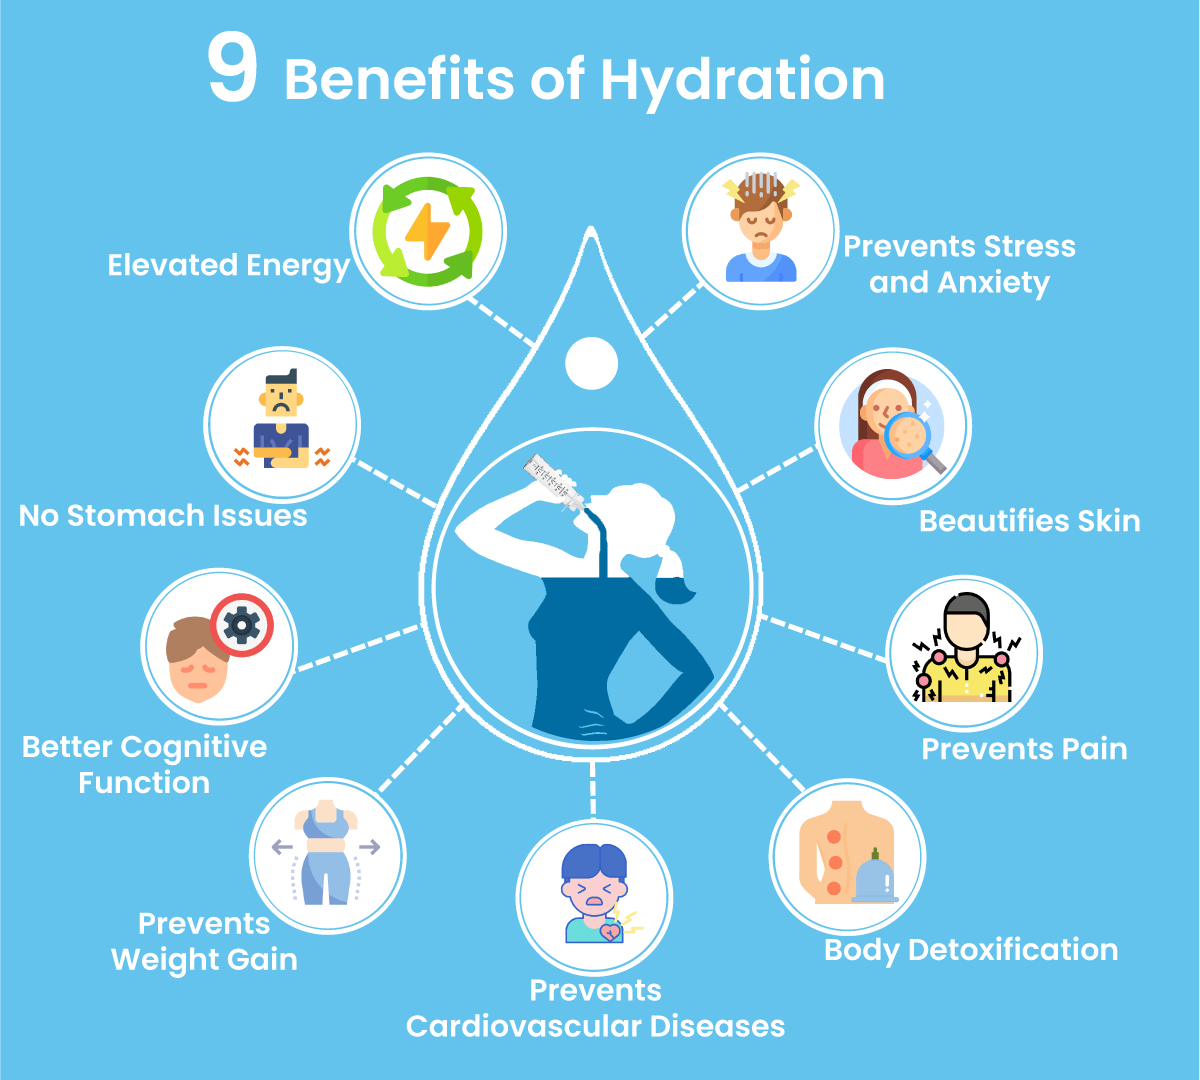 9 Benefits of Hydration
Elevated Energy
Prevents Stress
and Anxiety
No Stomach Issues
Beautifies Skin
Better Cognitive
Function
Prevents Pain
Prevents
Weight Gain
Body Detoxification
Prevents
Cardiovascular Diseases